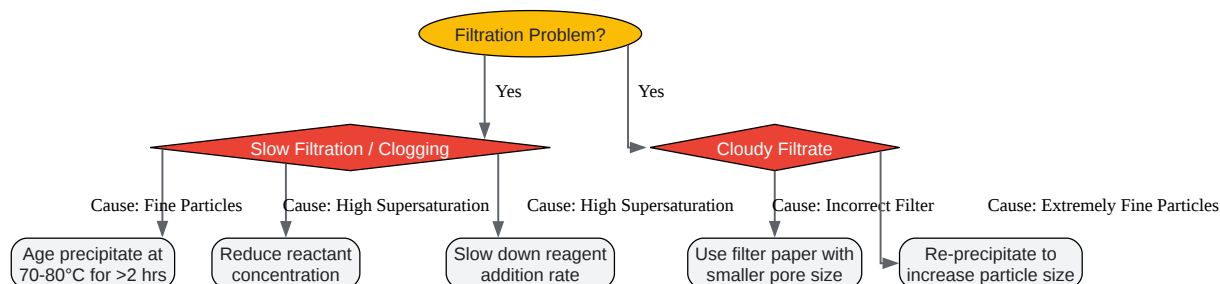 Filtration Problem?
Yes
Yes
Slow Filtration / Clogging
Cloudy Filtrate
Cause: Fine Particles
Cause: High Supersaturation
Cause: High Supersaturation
Cause: Incorrect Filter
Cause: Extremely Fine Particles
Age precipitate at
70-80°C for >2 hrs
Reduce reactant
concentration
Slow down reagent
addition rate
Use filter paper with
smaller pore size
Re-precipitate to
increase particle size